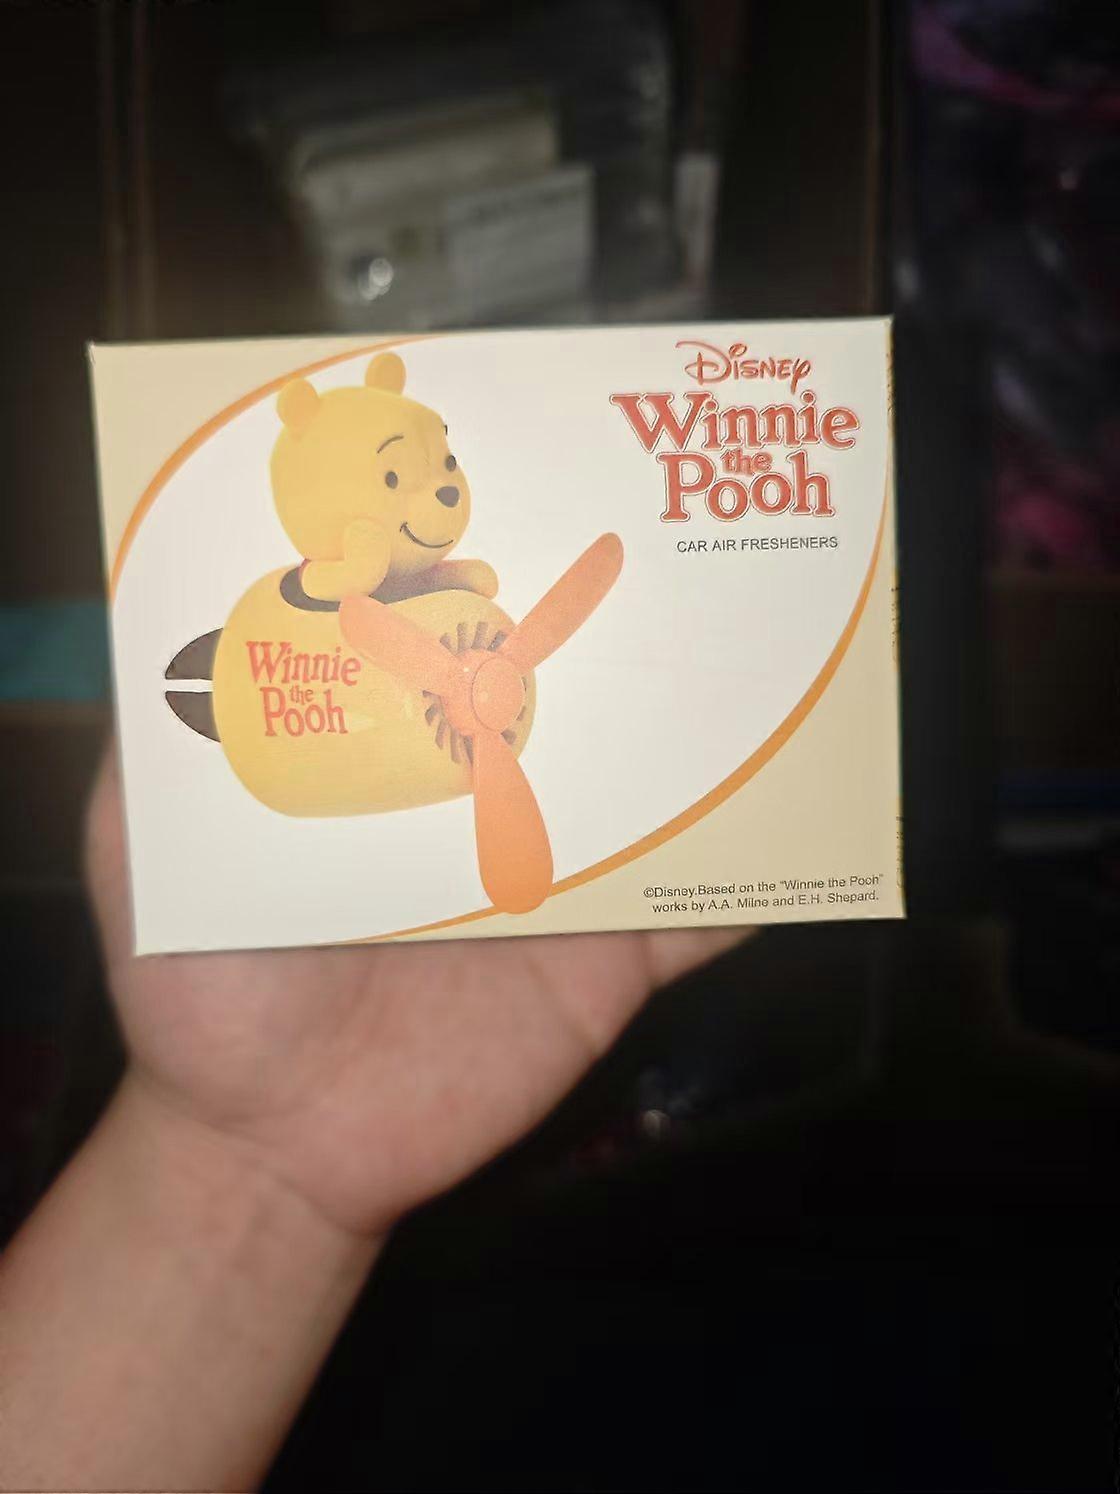 Disney
Winnie
the
Pooh
CAR AIR FRESHENERS
Winnie
the
Pooh
©Disney.Based on the "Winnie the Pooh"
works by A.A. Milne and E.H. Shepard.